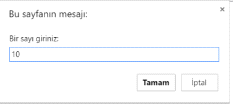 Bu sayfanın mesajı:
Bir sayı giriniz:
10
Tamam
İptal